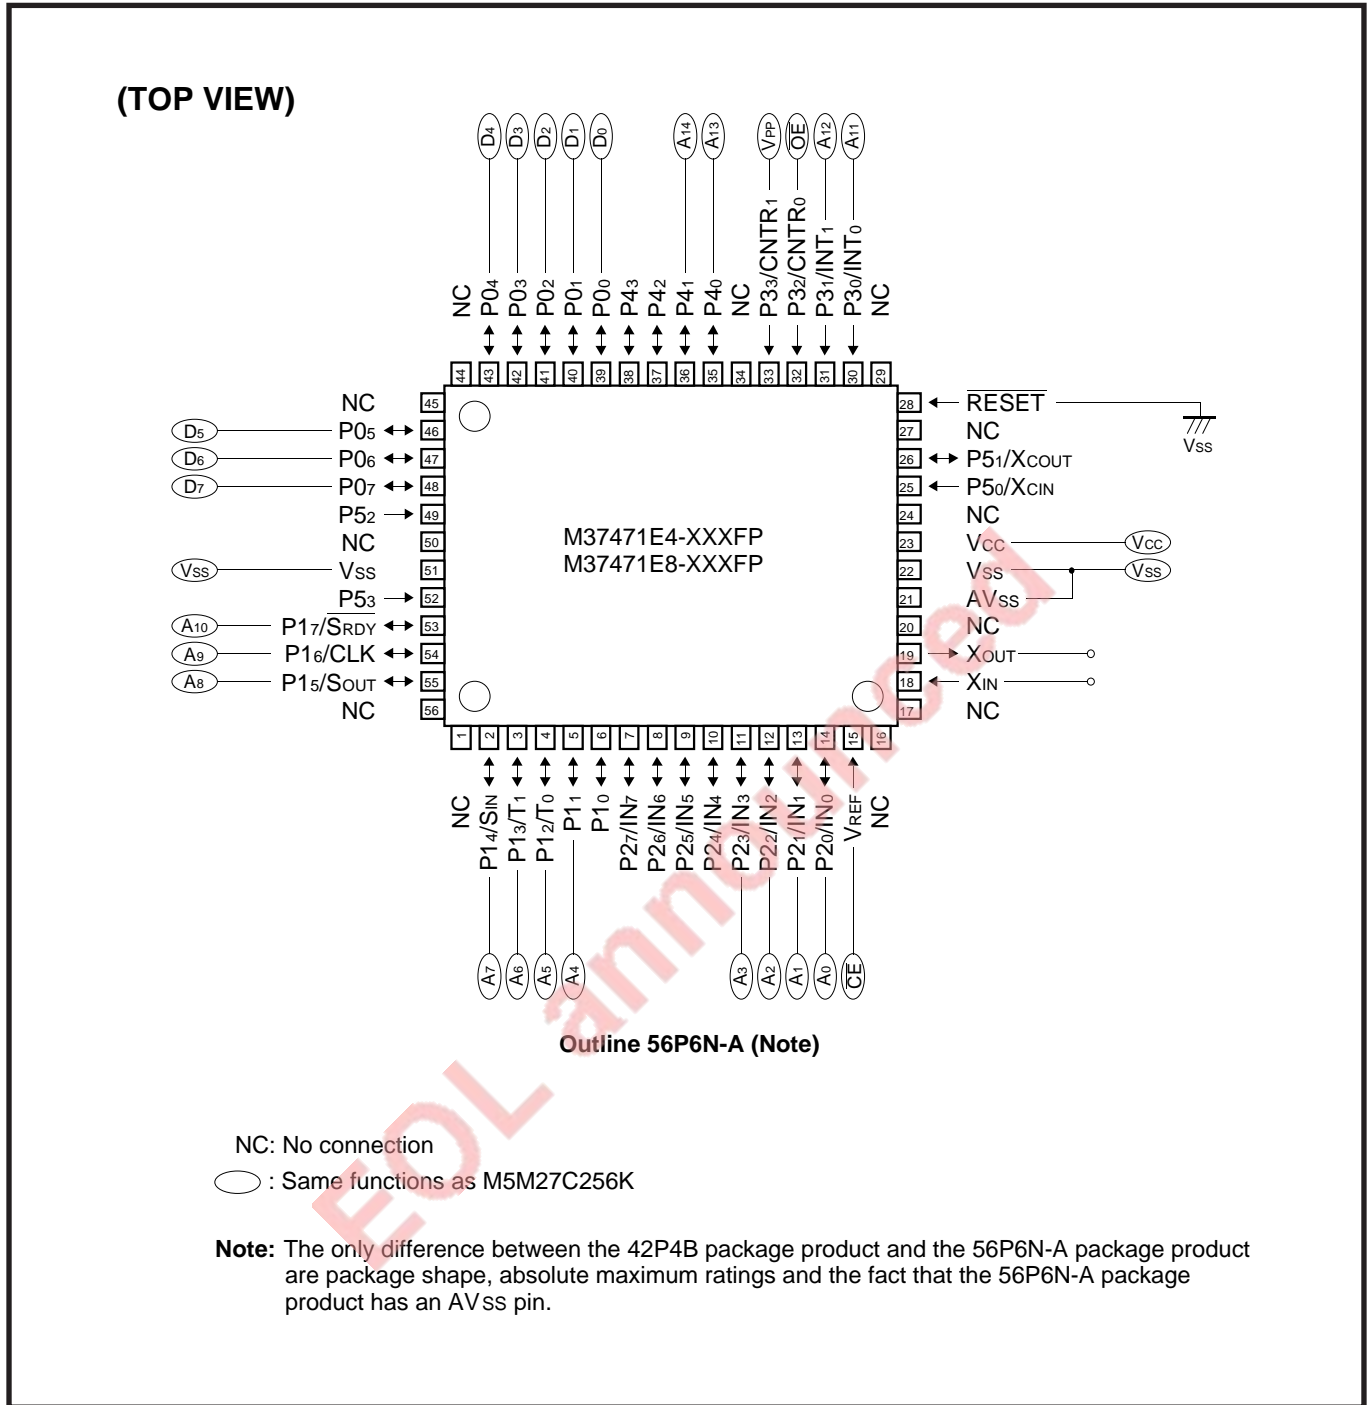 (TOP VIEW)
D4 D3 D2 D1 D0 A14 A13 VPP OE A12 A11
NC P04 P03 P02 P01 P00 P43 P42 P41 P40 NC P33/CNTR1 P32/CNTR0 P31/INT1 P30/INT0 NC
44 43 42 41 40 39 38 37 36 35 34 33 32 31 30 29
NC 45 28 RESET
VSS
D5 P05 46 27 NC
D6 P06 47 26 P51/XCOUT
D7 P07 48 25 P50/XCIN
P52 49 24 NC
NC 50 23 VCC VCC
VSS VSS 51 22 VSS VSS
P53 52 21 AVSS
A10 P17/SRDY 53 20 NC
A9 P16/CLK 54 19 XOUT
A8 P15/SOUT 55 18 XIN
NC 56 17 NC
M37471E4-XXXFP
M37471E8-XXXFP
1 2 3 4 5 6 7 8 9 10 11 12 13 14 15 16
NC P14/SIN P13/T1 P12/T0 P11 P10 P27/IN7 P26/IN6 P25/IN5 P24/IN4 P23/IN3 P22/IN2 P21/IN1 P20/IN0 VREF NC
A7 A6 A5 A4 A3 A2 A1 A0 CE
Outline 56P6N-A (Note)
NC: No connection
: Same functions as M5M27C256K
Note: The only difference between the 42P4B package product and the 56P6N-A package product
are package shape, absolute maximum ratings and the fact that the 56P6N-A package
product has an AVSS pin.
EOL announced